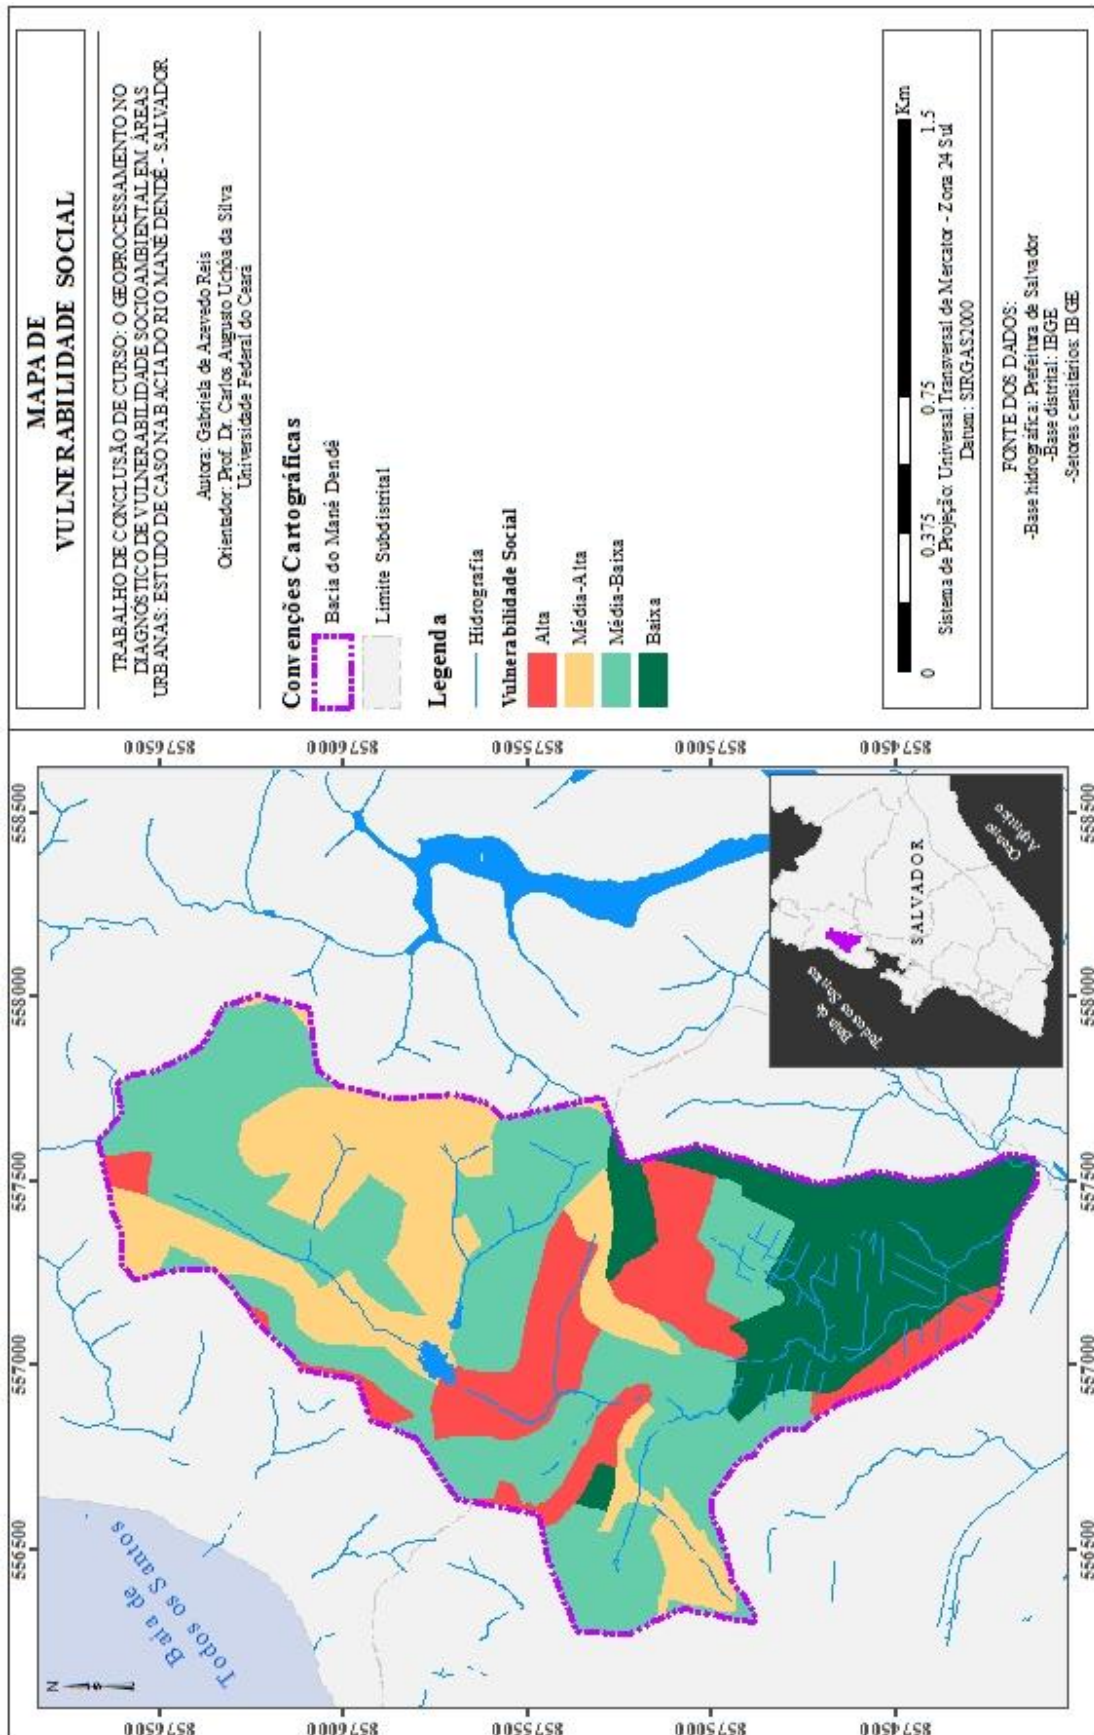 MAPA DE
VULNERABILIDADE SOCIAL
TRABALHO DE CONCLUSÃO DE CURSO: O GEOPROCESSAMENTO NO
DIAGNÓSTICO DE VULNERABILIDADE SOCIOAMBIENTAL EM ÁREAS
URBANAS: ESTUDO DE CASO NA BACIA DO RIO MANÉ DENDÊ - SALVADOR
Autora: Gabriela de Azevedo Reis
Orientador: Prof. Dr. Carlos Augusto Uchôa da Silva
Universidade Federal do Ceará
Convenções Cartográficas
Bacia do Mané Dendê
Limite Subdistrital
Legenda
Hidrografia
Vulnerabilidade Social
Alta
Média-Alta
Média-Baixa
Baixa
Km
0 0.375 0.75 1.5
Sistema de Projeção: Universal Transversal de Mercator - Zona 24 Sul
Datum: SIRGAS2000
FONTE DOS DADOS:
-Base hidrográfica: Prefeitura de Salvador
-Base distrital: IBGE
-Setores censitários: IBGE
556500 557000 557500 558000 558500
8576500
8576000
8575500
8575000
8574500
556500 557000 557500 558000 558500
N
Baía de
Todos os Santos
Baía de
Todos os Santos
SALVADOR
Oceano
Atlântico